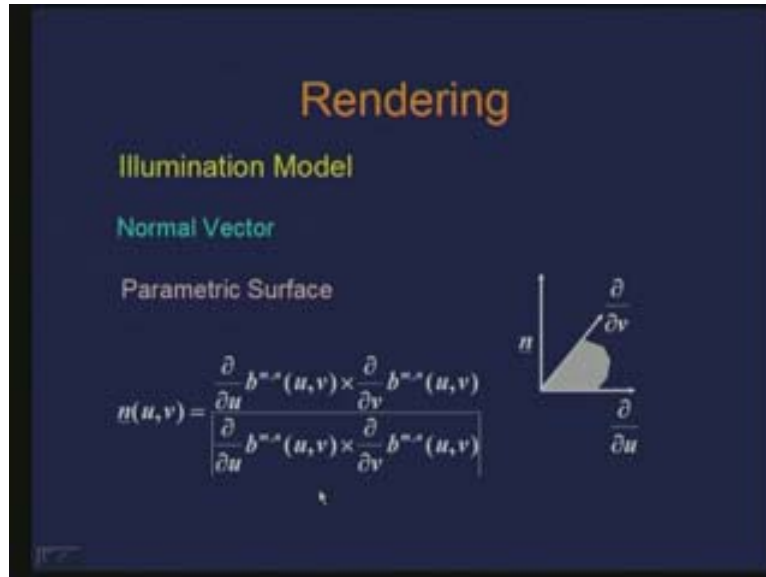 Rendering
Illumination Model
Normal Vector
Parametric Surface
n(u,v) = ∂/∂u b^{m,n}(u,v) × ∂/∂v b^{m,n}(u,v) / |∂/∂u b^{m,n}(u,v) × ∂/∂v b^{m,n}(u,v)|
∂/∂v
n
∂/∂u